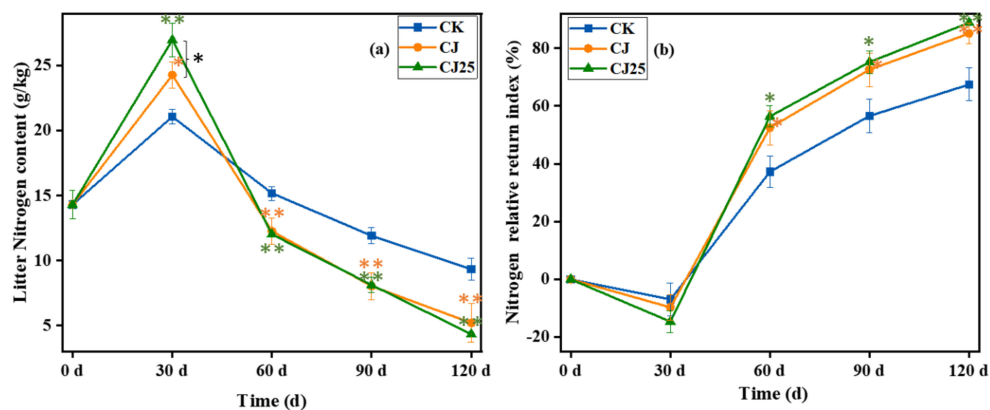 Litter Nitrogen content (g/kg)
25
20
15
10
5
0 d
30 d
60 d
90 d
120 d
Time (d)
(a)
CK
CJ
CJ25
**
*
*
**
**
**
**
**
**
Nitrogen relative return index (%)
80
60
40
20
0
-20
0 d
30 d
60 d
90 d
120 d
Time (d)
(b)
CK
CJ
CJ25
*
*
*
*
**
**